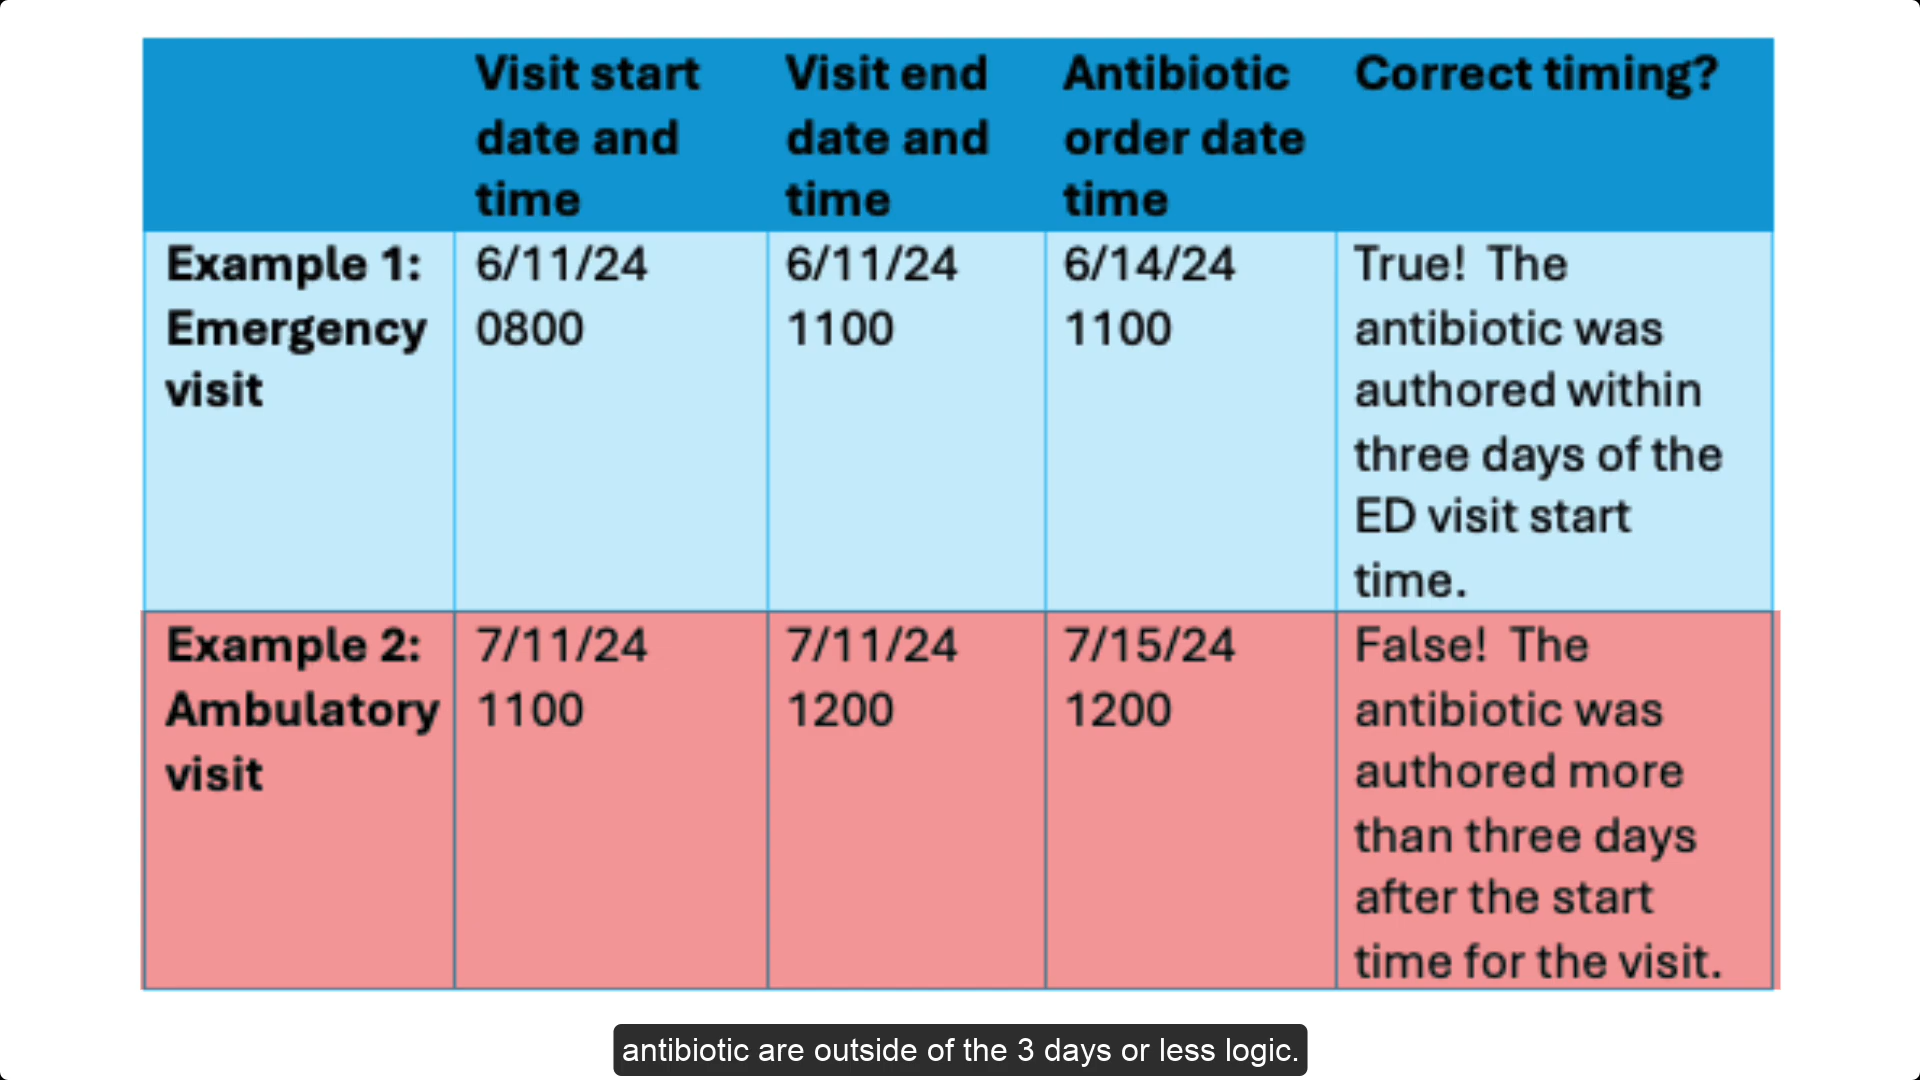 Visit start
date and
time
Visit end
date and
time
Antibiotic
order date
time
Correct timing?
Example 1:
Emergency
visit
6/11/24
0800
6/11/24
1100
6/14/24
1100
True!  The
antibiotic was
authored within
three days of the
ED visit start
time.
Example 2:
Ambulatory
visit
7/11/24
1100
7/11/24
1200
7/15/24
1200
False!  The
antibiotic was
authored more
than three days
after the start
time for the visit.
antibiotic are outside of the 3 days or less logic.